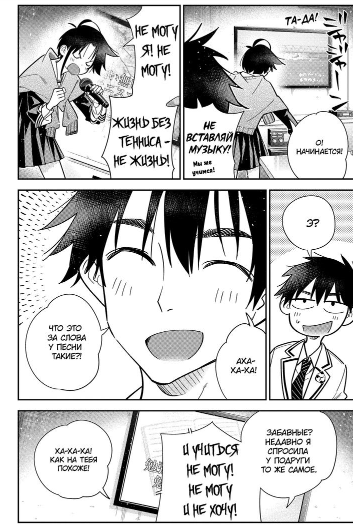 ТА-ДА!
О!
НАЧИНАЕТСЯ!
НЕ
ВСТАВЛЯЙ
МУЗЫКУ?
Мы же
учимся!
НЕ МОГУ
Я! НЕ
МОГУ!
ЖИЗНЬ БЕЗ
ТЕННИСА -
НЕ ЖИЗНЬ!
Э?
АХА-
ХА-ХА!
ЧТО ЭТО
ЗА СЛОВА
У ПЕСНИ
ТАКИЕ?!
ЗАБАВНЫЕ?
НЕДАВНО Я
СПРОСИЛА
У ПОДРУГИ
ТО ЖЕ САМОЕ.
И УЧИТЬСЯ
НЕ МОГУ!
НЕ МОГУ
И НЕ ХОЧУ!
ХА-ХА-ХА!
КАК НА ТЕБЯ
ПОХОЖЕ!